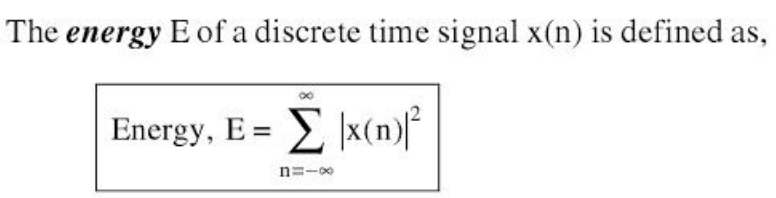 The energy E of a discrete time signal x(n) is defined as,
Energy, E = ∑_{n=-∞}^{∞} |x(n)|²